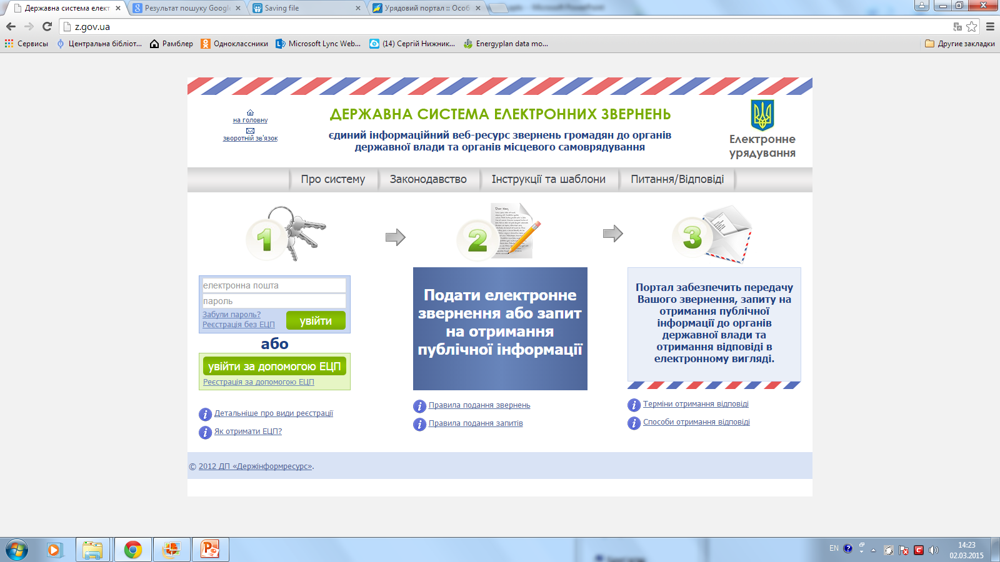 Державна система елект
Результат пошуку Google
Saving file
Урядовий портал :: Особ
Microsoft PowerPoint
z.gov.ua
Сервисы
Центральна бібліот...
Рамблер
Одноклассники
Microsoft Lync Web...
(14) Сергій Нижник...
Energyplan data mo...
Другие закладки
на головну
зворотній зв'язок
ДЕРЖАВНА СИСТЕМА ЕЛЕКТРОННИХ ЗВЕРНЕНЬ
єдиний інформаційний веб-ресурс звернень громадян до органів
державної влади та органів місцевого самоврядування
Електронне
урядування
Про систему
Законодавство
Інструкції та шаблони
Питання/Відповіді
1
2
3
електронна пошта
пароль
Забули пароль?
Реєстрація без ЕЦП
увійти
або
увійти за допомогою ЕЦП
Реєстрація за допомогою ЕЦП
Детальніше про види реєстрації
Як отримати ЕЦП?
Подати електронне
звернення або запит
на отримання
публічної інформації
Правила подання звернень
Правила подання запитів
Портал забезпечить передачу
Вашого звернення, запиту на
отримання публічної
інформації до органів
державної влади та
отримання відповіді в
електронному вигляді.
Терміни отримання відповіді
Способи отримання відповіді
© 2012 ДП «Держінформресурс».
EN
14:23
02.03.2015